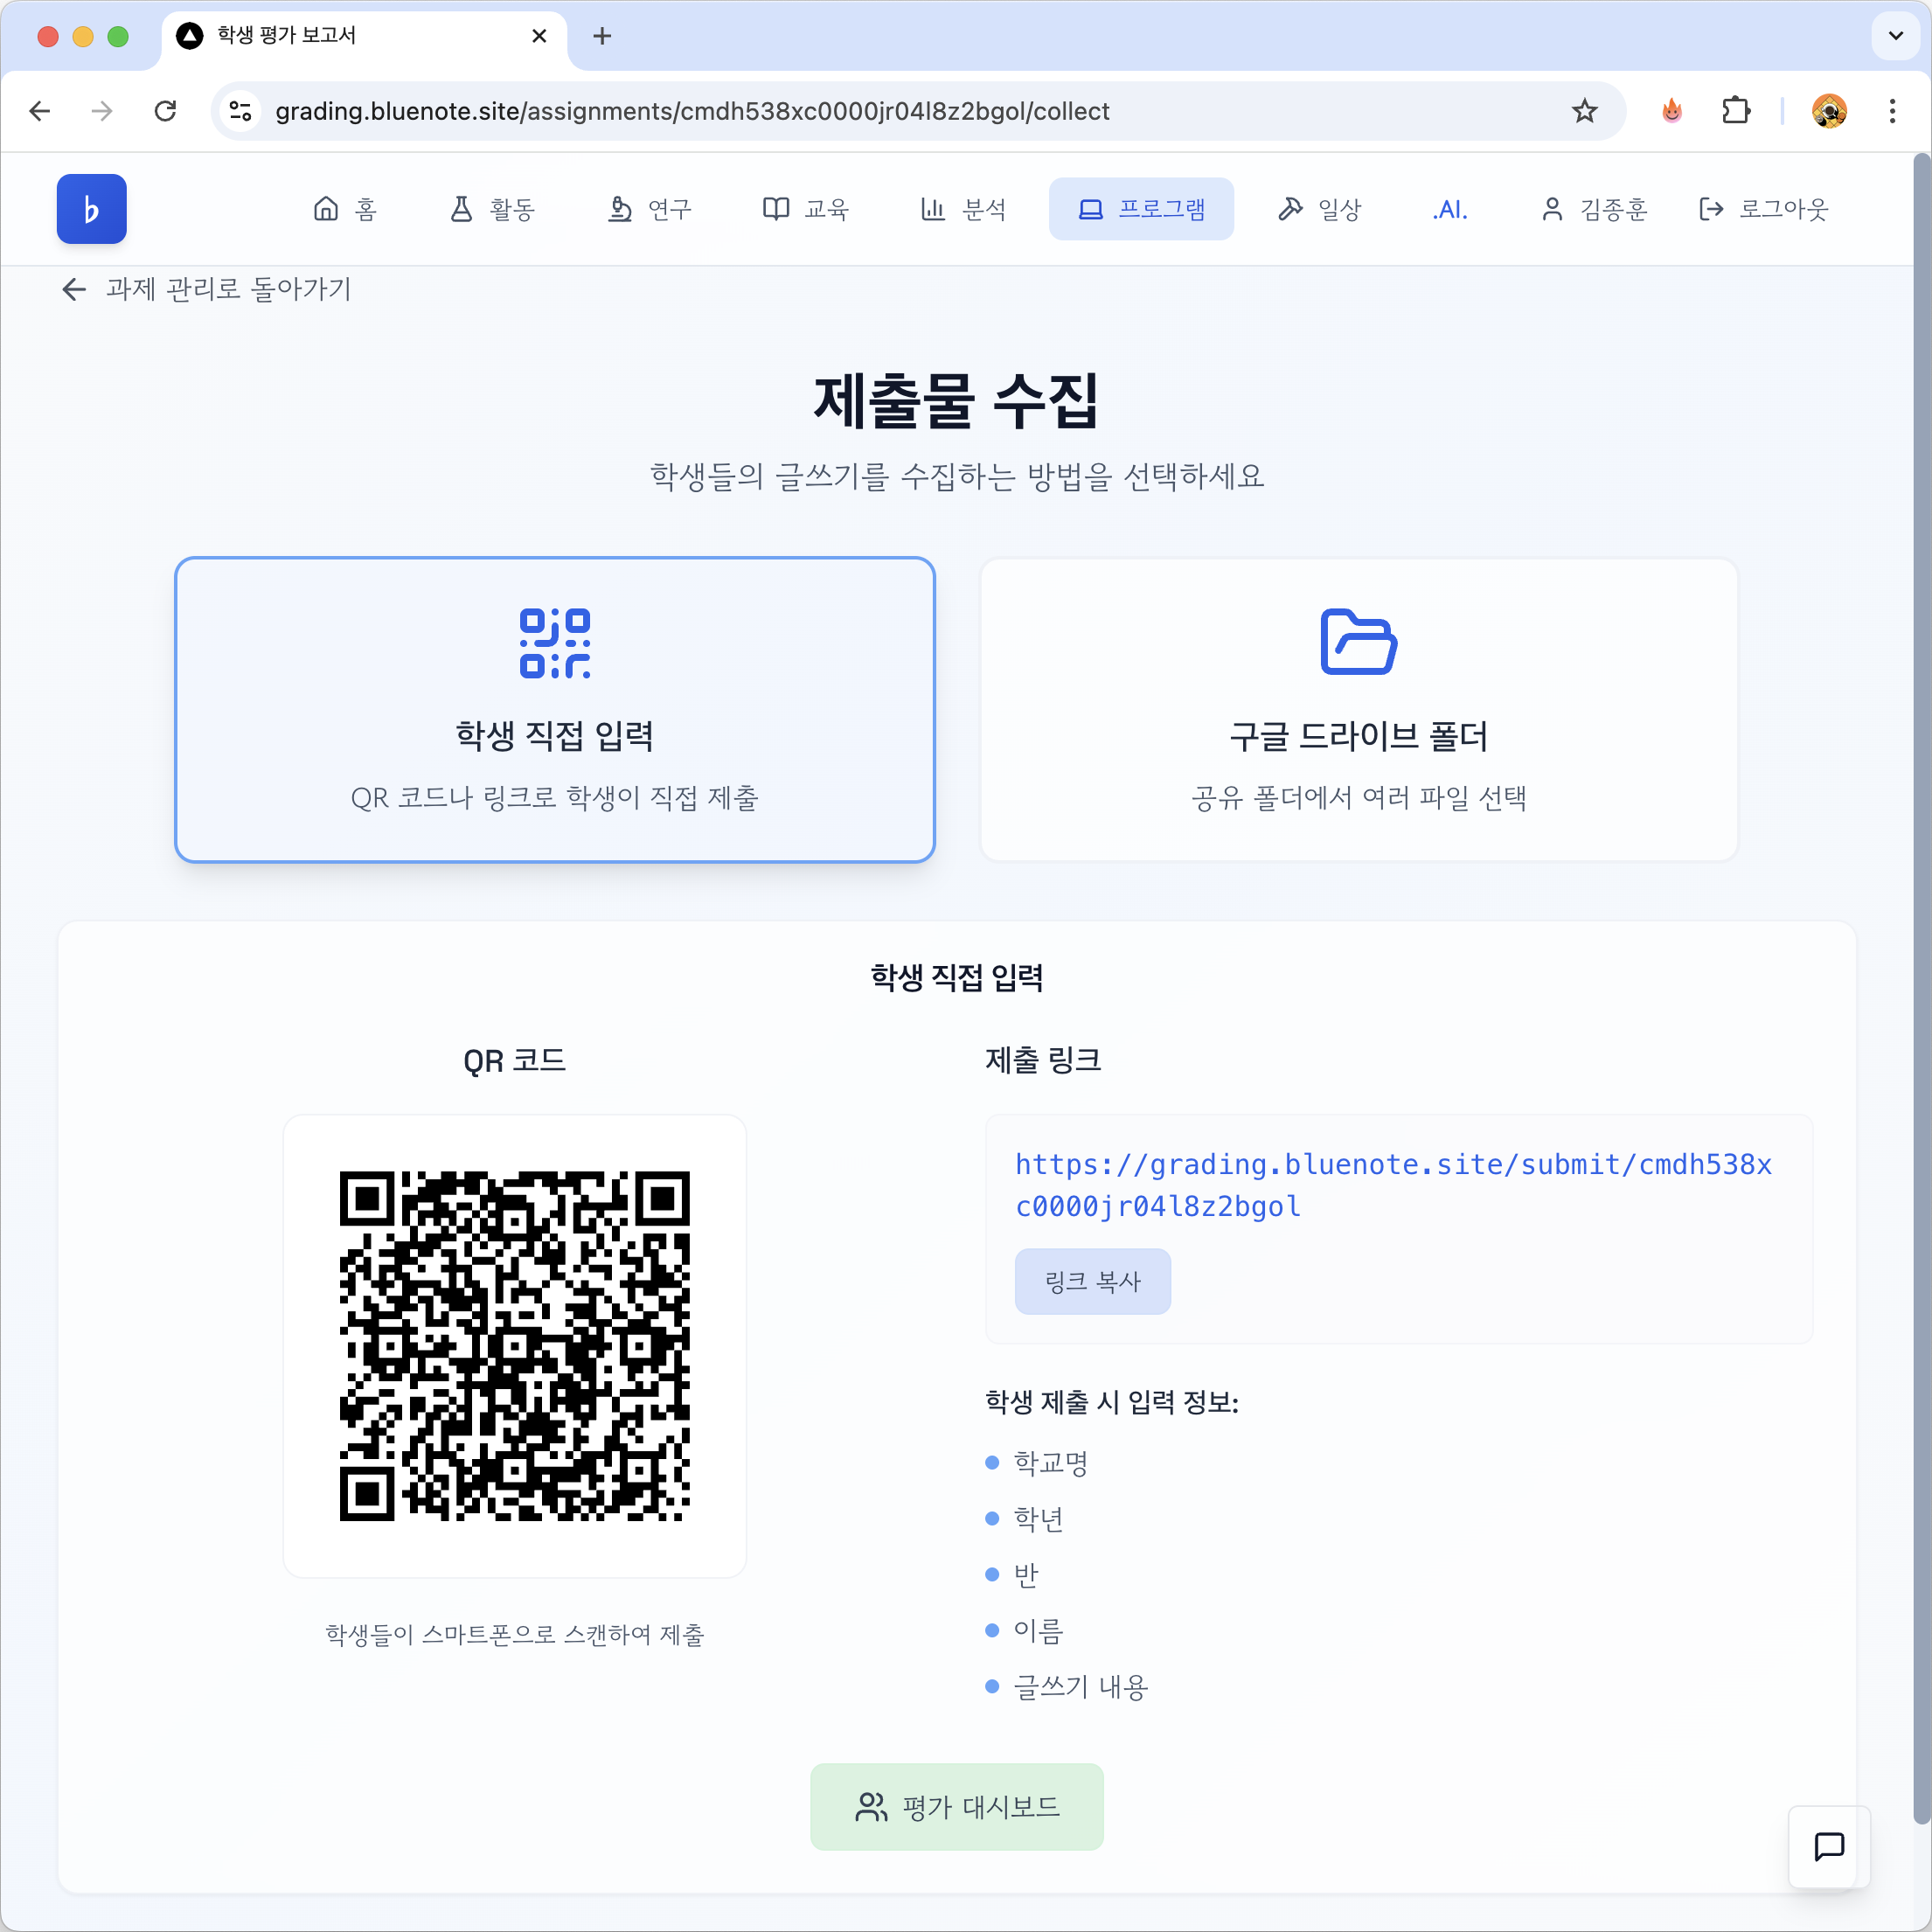 학생 평가 보고서
grading.bluenote.site/assignments/cmdh538xc0000jr04l8z2bgol/collect
♭ 홈 활동 연구 교육 분석 프로그램 일상 .AI. 김종훈 로그아웃
과제 관리로 돌아가기
제출물 수집
학생들의 글쓰기를 수집하는 방법을 선택하세요
학생 직접 입력
QR 코드나 링크로 학생이 직접 제출
구글 드라이브 폴더
공유 폴더에서 여러 파일 선택
학생 직접 입력
QR 코드
학생들이 스마트폰으로 스캔하여 제출
제출 링크
https://grading.bluenote.site/submit/cmdh538x
c0000jr04l8z2bgol
링크 복사
학생 제출 시 입력 정보:
학교명
학년
반
이름
글쓰기 내용
평가 대시보드